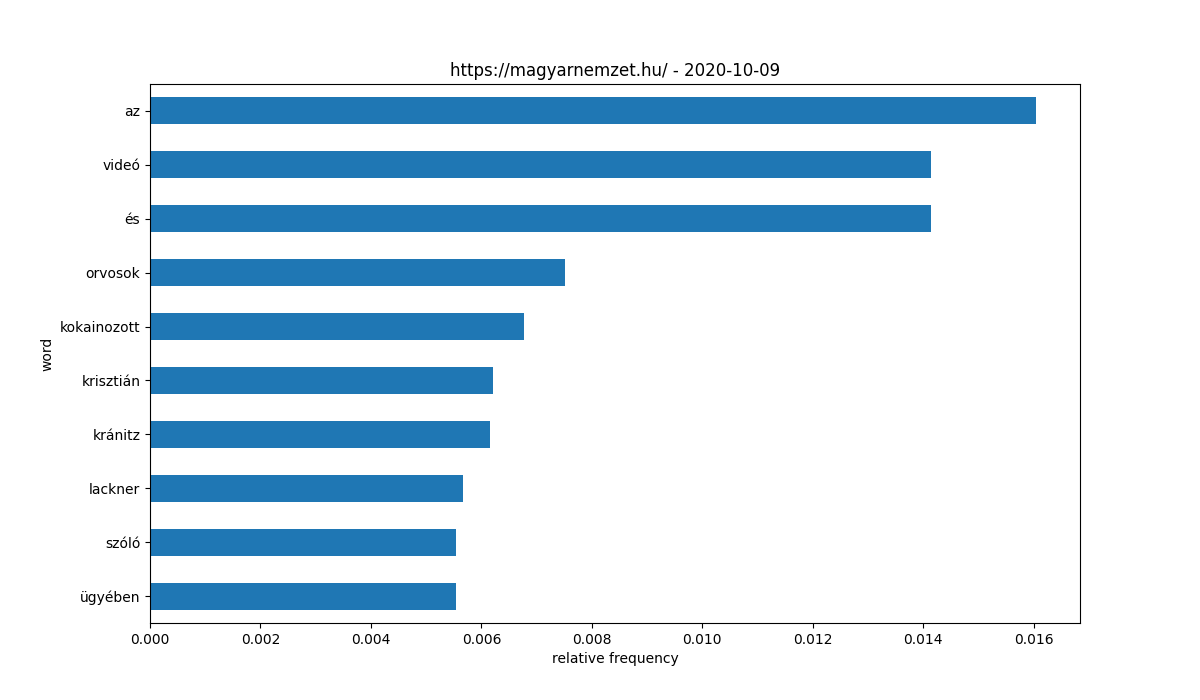 https://magyarnemzet.hu/ - 2020-10-09
az
videó
és
orvosok
kokainozott
krisztián
kránitz
lackner
szóló
ügyében
word
0.000 0.002 0.004 0.006 0.008 0.010 0.012 0.014 0.016
relative frequency